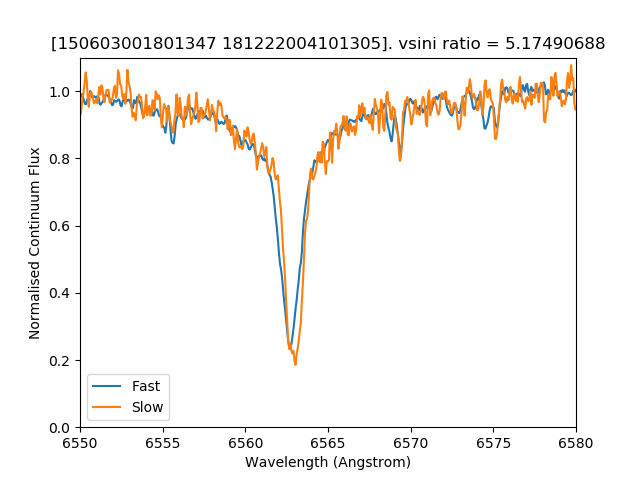 [150603001801347 181222004101305]. vsini ratio = 5.17490688
Normalised Continuum Flux
1.0
0.8
0.6
0.4
0.2
0.0
Fast
Slow
6550 6555 6560 6565 6570 6575 6580
Wavelength (Angstrom)